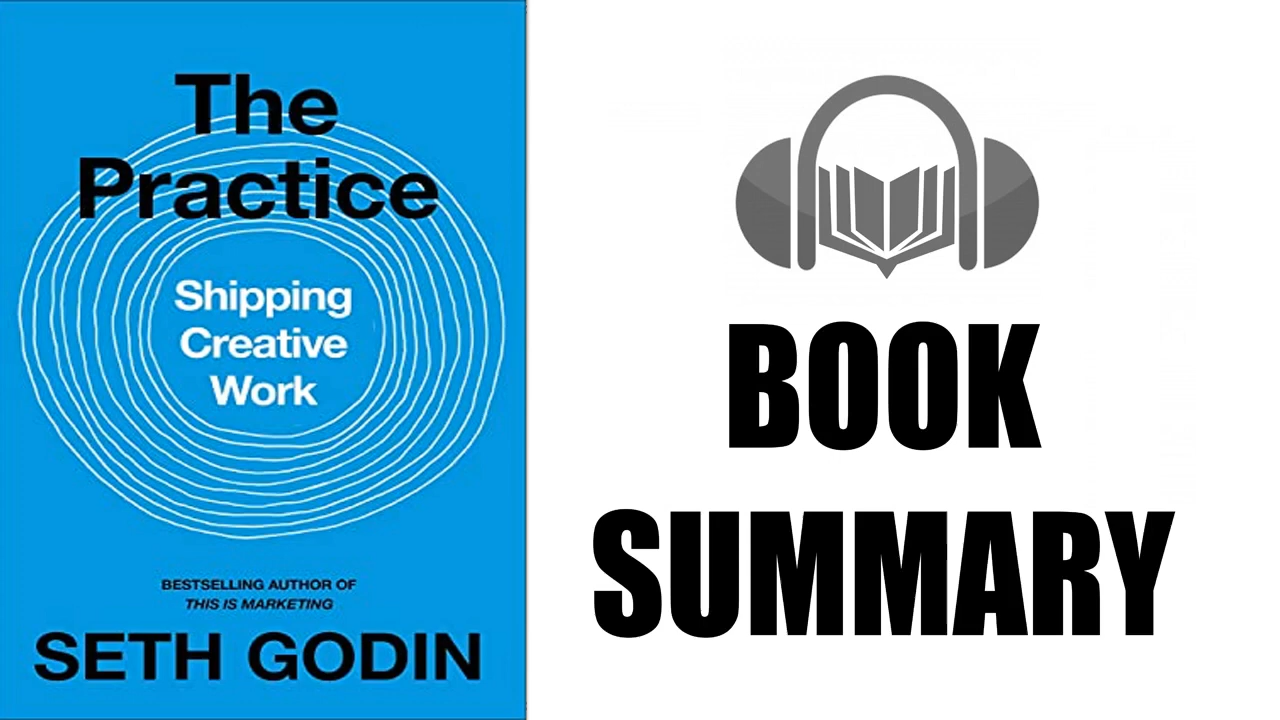 The
Practice
Shipping
Creative
Work
BESTSELLING AUTHOR OF
THIS IS MARKETING
SETH GODIN
BOOK
SUMMARY